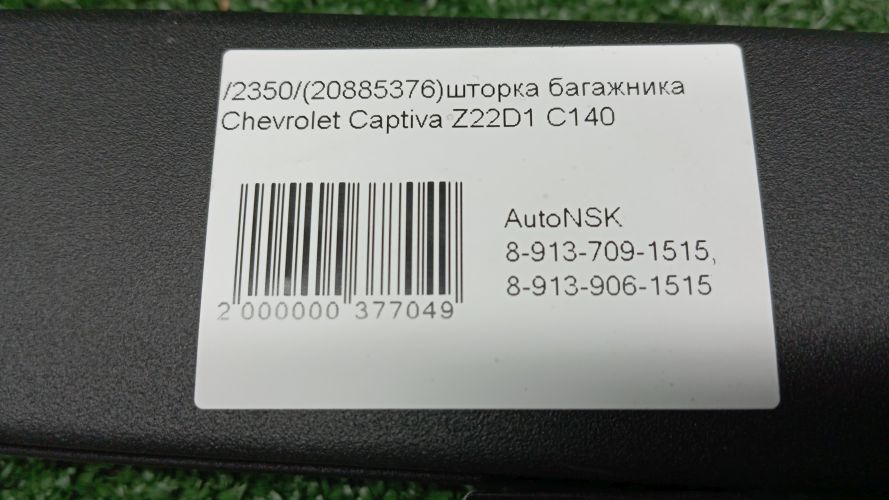 /2350/(20885376)шторка багажника
Chevrolet Captiva Z22D1 C140
AutoNSK
8-913-709-1515,
8-913-906-1515
2 000000 377049